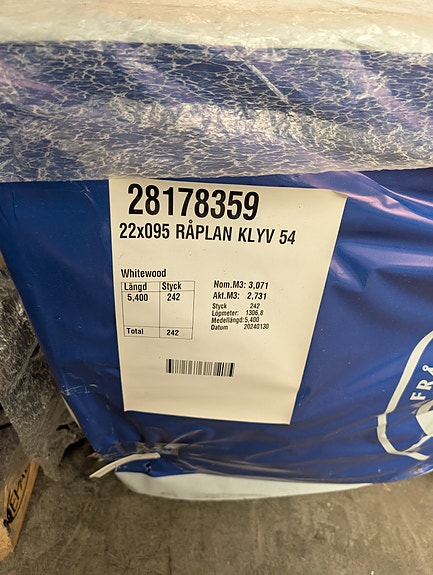 28178359
22x095 RÅPLAN KLYV 54
Whitewood
Längd Styck
5,400 242
Total 242
Nom.M3: 3,071
Akt.M3: 2,731
Styck 242
Löpmeter: 1306,8
Medellängd: 5,400
Datum 20240130
FRÅ